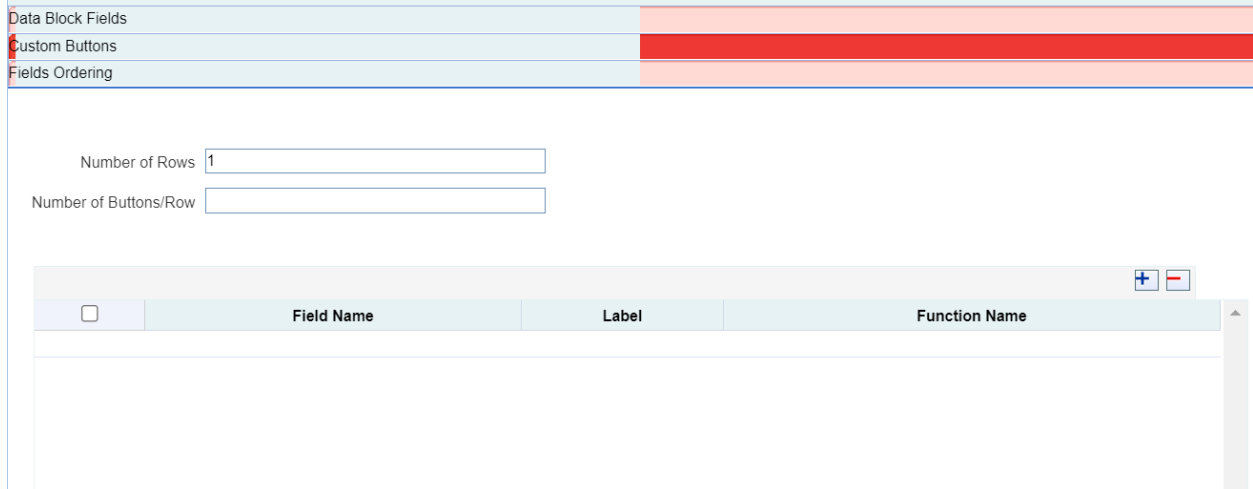 Data Block Fields
Custom Buttons
Fields Ordering
Number of Rows 1
Number of Buttons/Row
Field Name Label Function Name